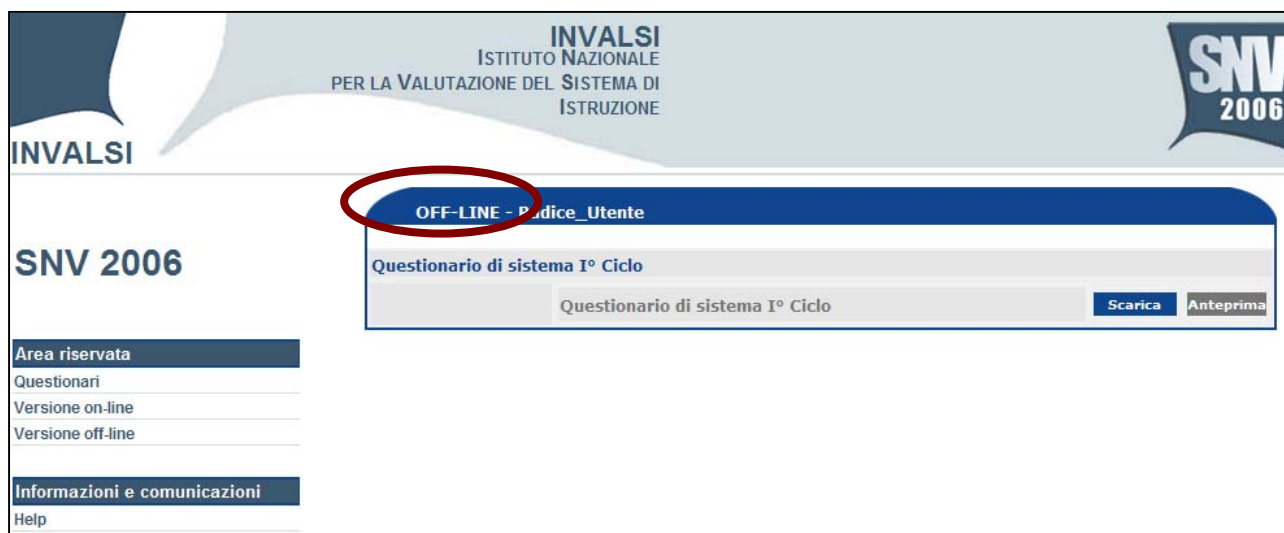 INVALSI
ISTITUTO NAZIONALE
PER LA VALUTAZIONE DEL SISTEMA DI
ISTRUZIONE
SNV
2006
INVALSI
OFF-LINE - Radice_Utente
SNV 2006
Questionario di sistema I° Ciclo
Questionario di sistema I° Ciclo
Scarica
Anteprima
Area riservata
Questionari
Versione on-line
Versione off-line
Informazioni e comunicazioni
Help